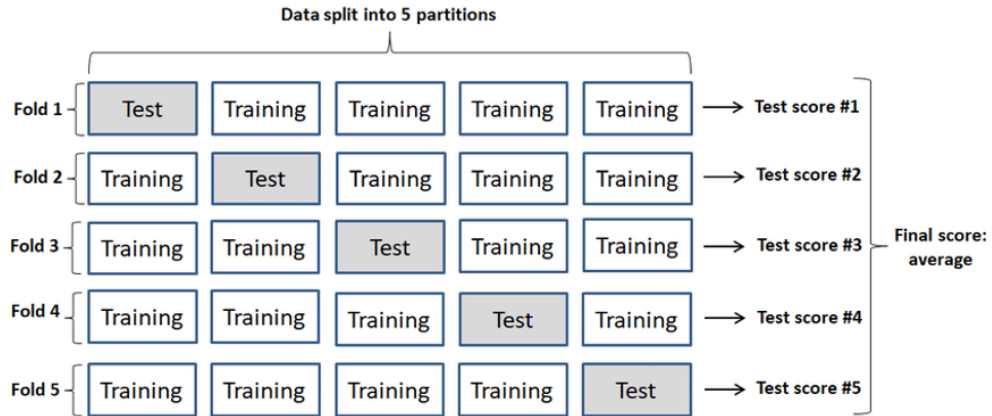 Data split into 5 partitions
Fold 1 Test Training Training Training Training Test score #1
Fold 2 Training Test Training Training Training Test score #2
Fold 3 Training Training Test Training Training Test score #3
Final score:
average
Fold 4 Training Training Training Test Training Test score #4
Fold 5 Training Training Training Training Test Test score #5